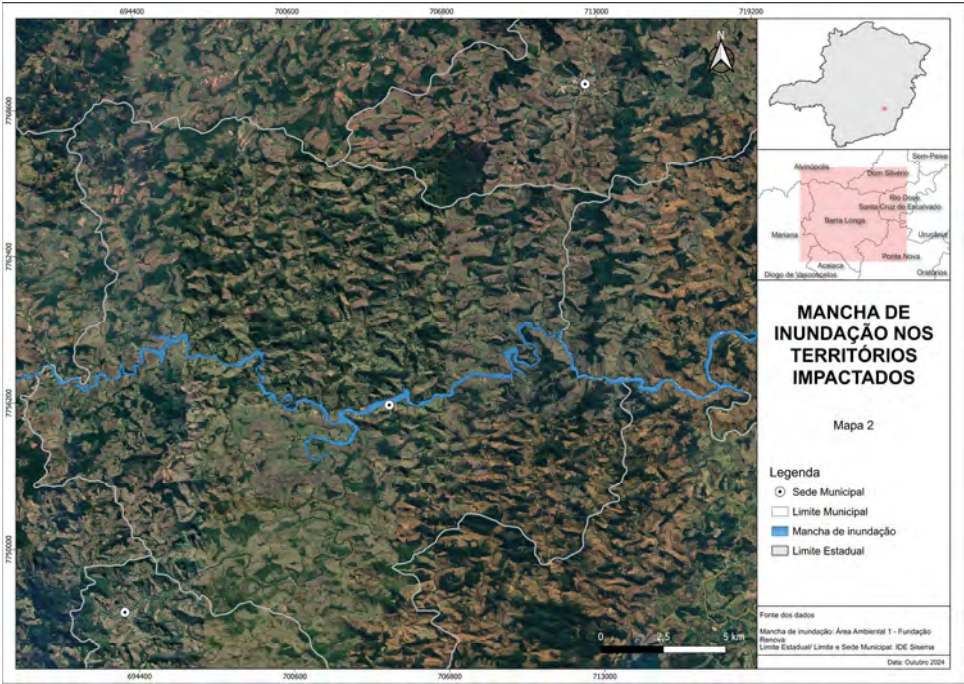 694400 700600 706800 713000 719200
N
7768600
7762400
7756200
7750000
694400 700600 706800 713000
0 2,5 5 km
Alvinópolis
Sem-Peixe
Dom Silvério
Rio Doce
Santa Cruz do Escalvado
Barra Longa
Mariana
Urucânia
Ponte Nova
Acaiaca
Diogo de Vasconcelos
Oratórios
MANCHA DE
INUNDAÇÃO NOS
TERRITÓRIOS
IMPACTADOS
Mapa 2
Legenda
Sede Municipal
Limite Municipal
Mancha de inundação
Limite Estadual
Fonte dos dados
Mancha de inundação: Área Ambiental 1 - Fundação
Renova
Limite Estadual/ Limite e Sede Municipal: IDE Sisema
Data: Outubro 2024